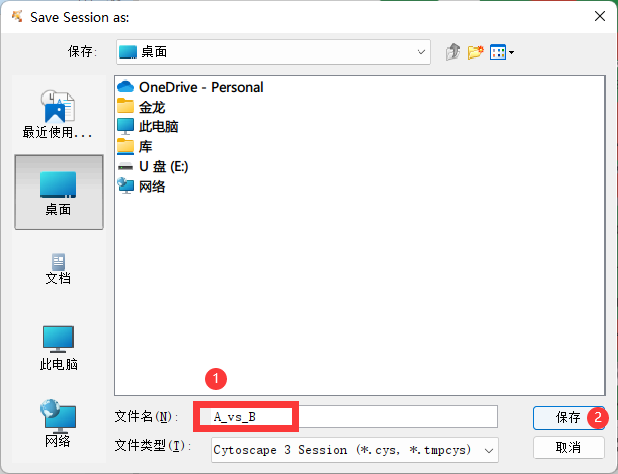 Save Session as:
保存:
桌面
OneDrive - Personal
金龙
此电脑
库
U 盘 (E:)
网络
最近使用...
桌面
文档
此电脑
网络
1
文件名(N):
A_vs_B
保存
2
文件类型(I):
Cytoscape 3 Session (*.cys, *.tmpcys)
取消